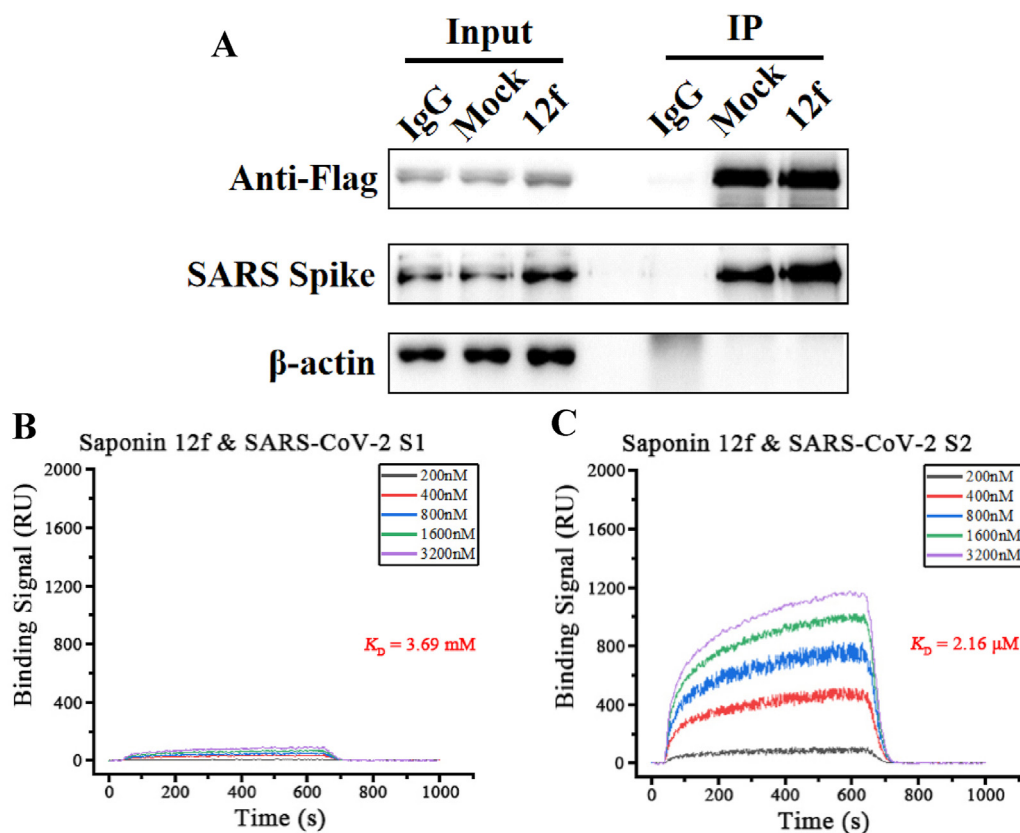 A
Input
IP
IgG
Mock
12f
IgG
Mock
12f
Anti-Flag
SARS Spike
β-actin
B
Saponin 12f & SARS-CoV-2 S1
2000
1600
1200
800
400
0
Binding Signal (RU)
200nM
400nM
800nM
1600nM
3200nM
K_D = 3.69 mM
0 200 400 600 800 1000
Time (s)
C
Saponin 12f & SARS-CoV-2 S2
2000
1600
1200
800
400
0
Binding Signal (RU)
200nM
400nM
800nM
1600nM
3200nM
K_D = 2.16 μM
0 200 400 600 800 1000
Time (s)